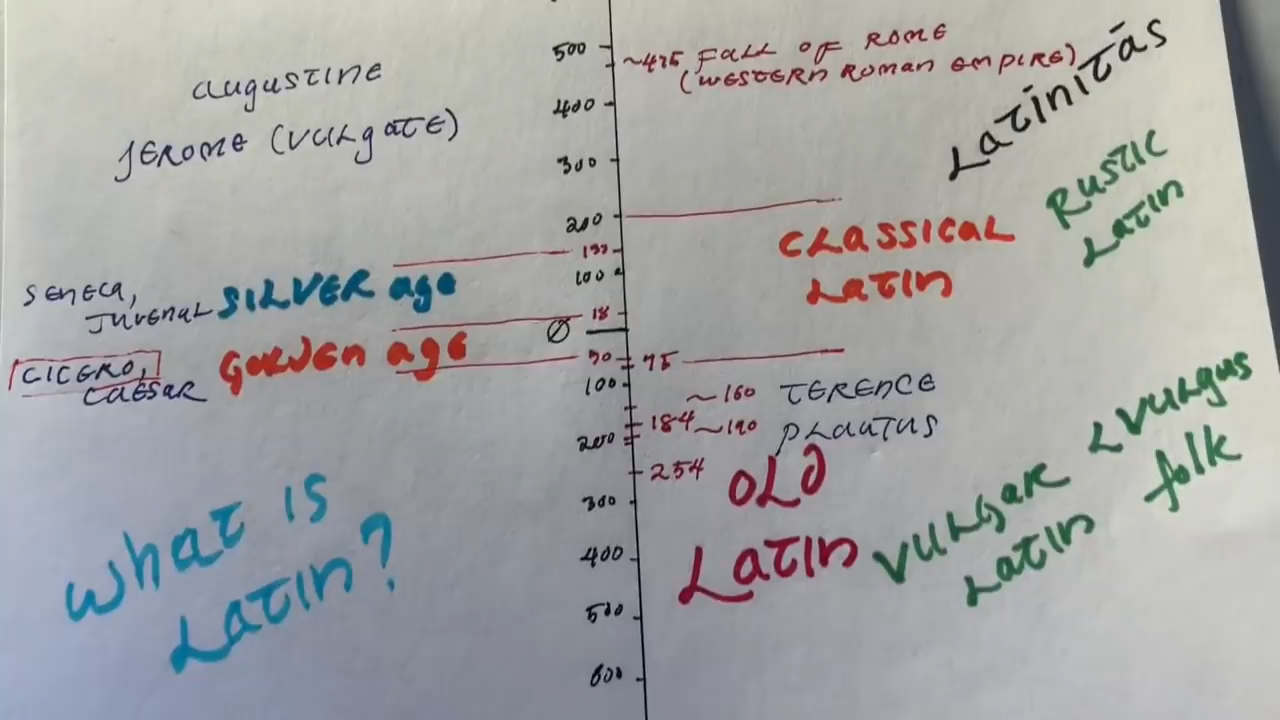 500
~475 FALL OF ROME
(WESTERN ROMAN EMPIRE)
Latinitās
augustine
400
JEROME (VULgaTE)
300
RUSTIC
Latin
200
CLassICAL
Latin
100
SENECA,
JUVENAL
SILVER age
18
0
CICERO,
CAESAR
GOLDEN age
75
100
~160 TERENCE
184 ~190 PLAUTUS
200
254
OLD
Latin
300
VULgaR
Latin
< VULgus
folk
What is
Latin?
400
500
600